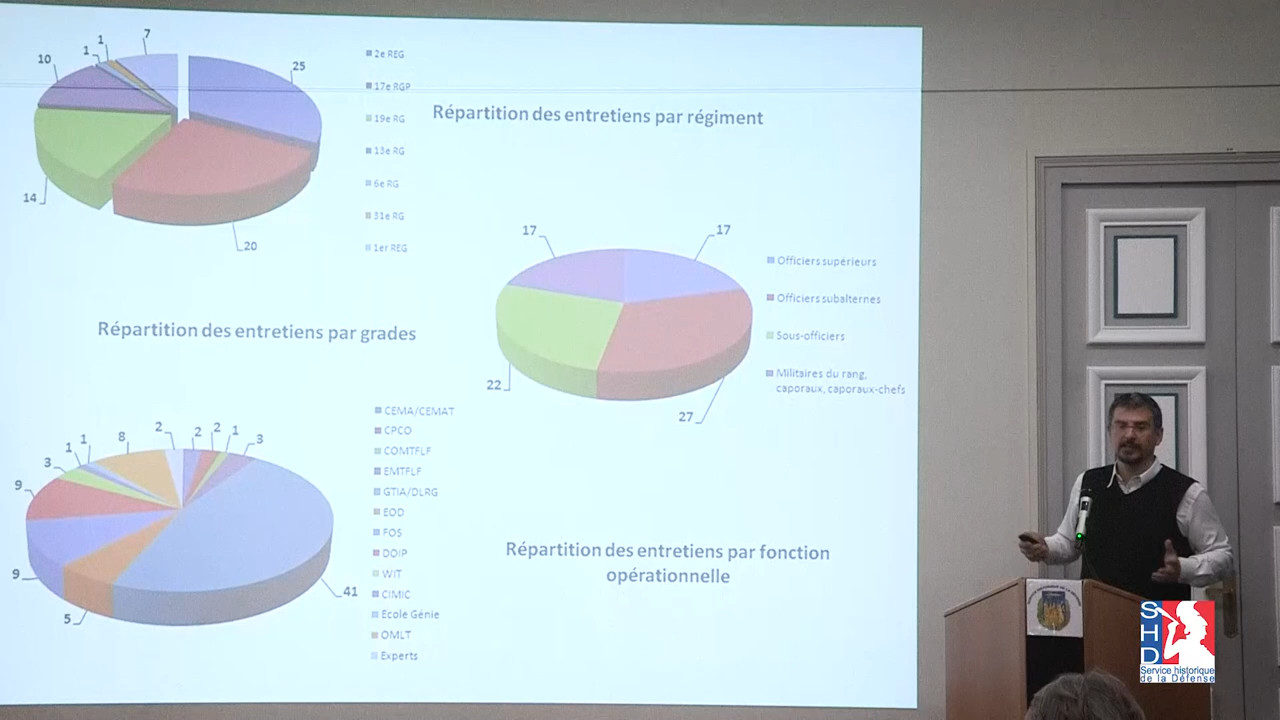 1
1
7
10
25
14
20
2e REG
17e RGP
19e RG
13e RG
6e RG
31e RG
1er REG
Répartition des entretiens par régiment
17
17
22
27
Officiers supérieurs
Officiers subalternes
Sous-officiers
Militaires du rang,
caporaux, caporaux-chefs
Répartition des entretiens par grades
2
2
2
1
3
8
1
1
3
9
9
5
41
CEMA/CEMAT
CPCO
COMTFLF
EMTFLF
GTIA/DLRG
EOD
FOS
DOIP
WIT
CIMIC
Ecole Génie
OMLT
Experts
Répartition des entretiens par fonction
opérationnelle
SHD
Service historique
de la Défense